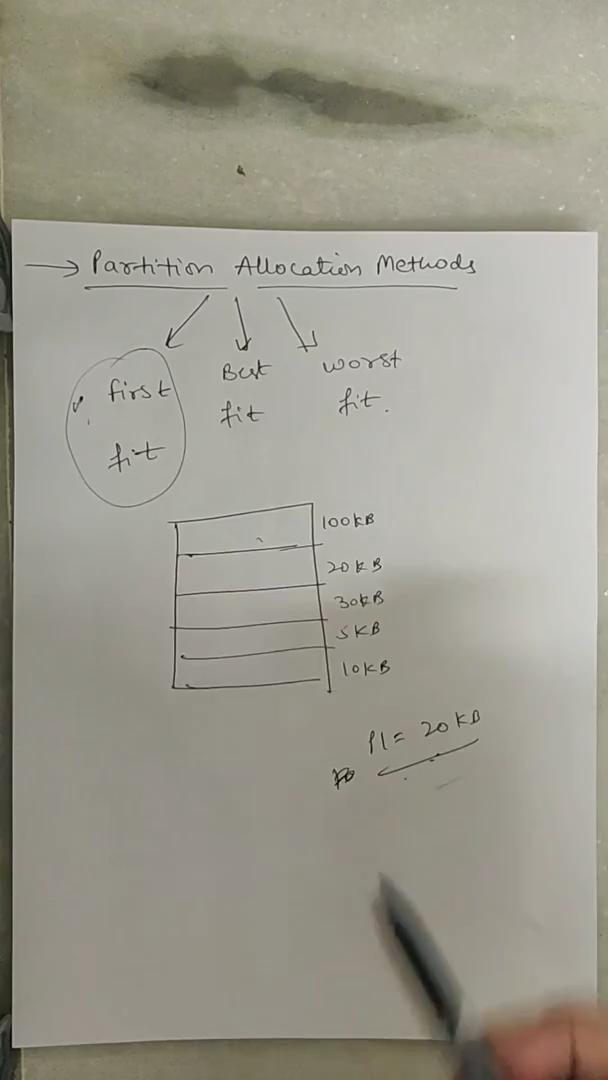 → Partition Allocation Methods
first fit
Best fit
worst fit.
100KB
20KB
30KB
5KB
10KB
P1= 20KB